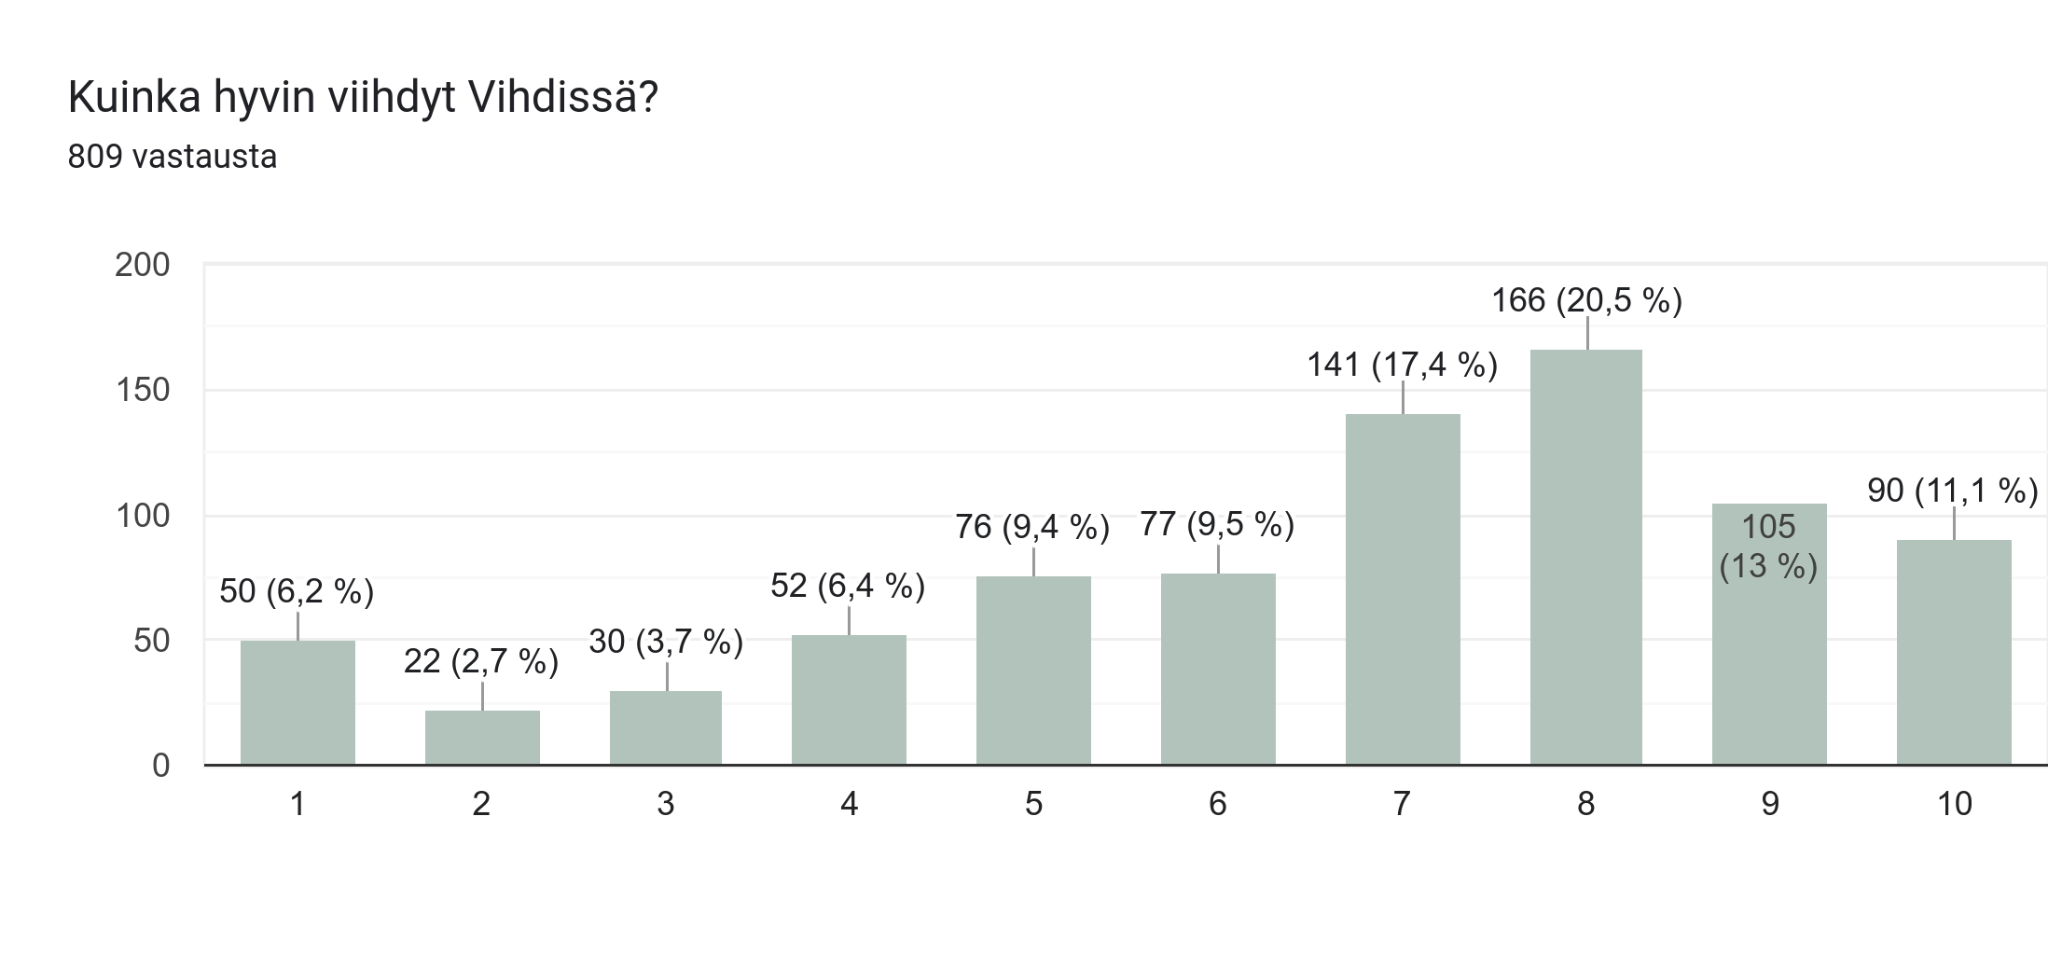 Kuinka hyvin viihdyt Vihdissä?
809 vastausta
200
150
100
50
0
50 (6,2 %)
22 (2,7 %)
30 (3,7 %)
52 (6,4 %)
76 (9,4 %)
77 (9,5 %)
141 (17,4 %)
166 (20,5 %)
105
(13 %)
90 (11,1 %)
1 2 3 4 5 6 7 8 9 10